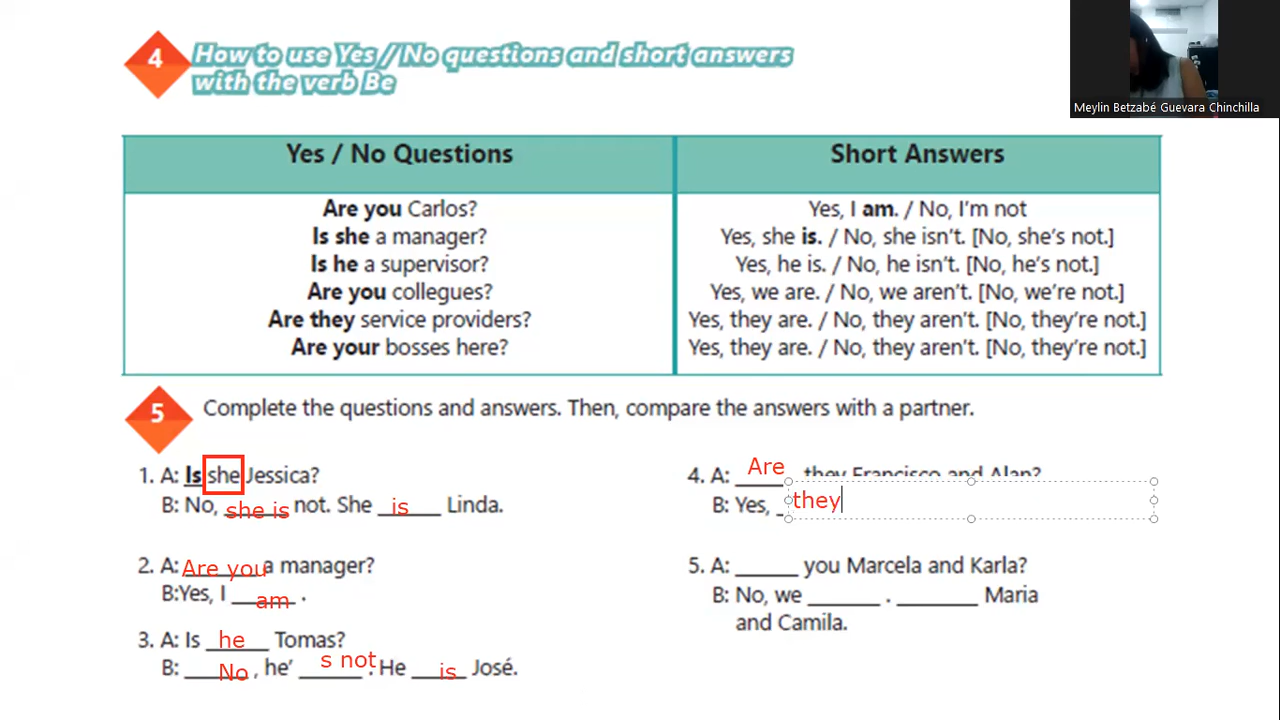 4 How to use Yes / No questions and short answers
with the verb Be
Meylin Betzabé Guevara Chinchilla
Yes / No Questions
Short Answers
Are you Carlos?
Yes, I am. / No, I'm not
Is she a manager?
Yes, she is. / No, she isn't. [No, she's not.]
Is he a supervisor?
Yes, he is. / No, he isn't. [No, he's not.]
Are you collegues?
Yes, we are. / No, we aren't. [No, we're not.]
Are they service providers?
Yes, they are. / No, they aren't. [No, they're not.]
Are your bosses here?
Yes, they are. / No, they aren't. [No, they're not.]
5 Complete the questions and answers. Then, compare the answers with a partner.
1. A: Is she Jessica?
B: No, she is not. She is Linda.
2. A: Are you a manager?
B:Yes, I am .
3. A: Is he Tomas?
B: No , he' s not . He is José.
4. A: Are they Francisco and Alan?
B: Yes, _ they
5. A: ______ you Marcela and Karla?
B: No, we _______ . ________ Maria
and Camila.